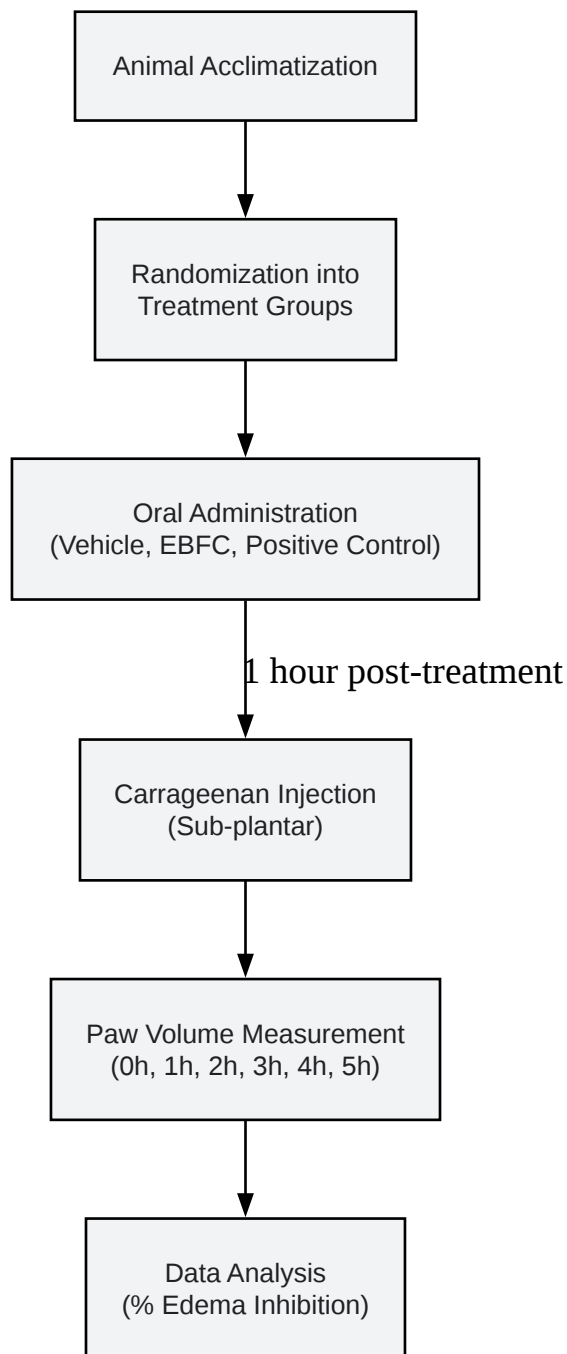 Animal Acclimatization
Randomization into
Treatment Groups
Oral Administration
(Vehicle, EBFC, Positive Control)
1 hour post-treatment
Carrageenan Injection
(Sub-plantar)
Paw Volume Measurement
(0h, 1h, 2h, 3h, 4h, 5h)
Data Analysis
(% Edema Inhibition)